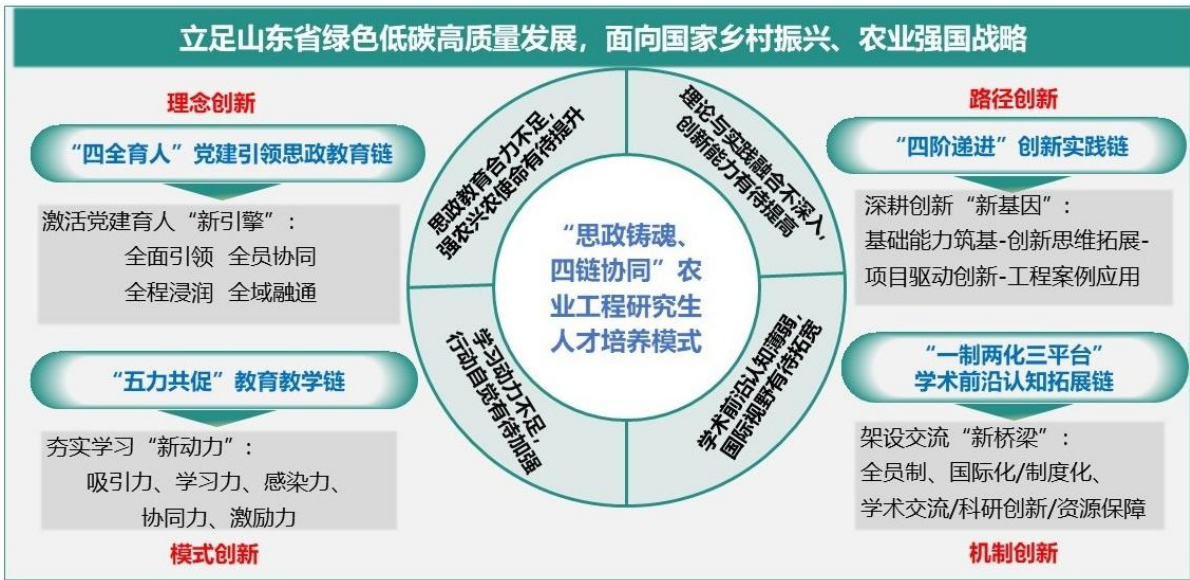 立足山东省绿色低碳高质量发展，面向国家乡村振兴、农业强国战略
理念创新
“四全育人”党建引领思政教育链
激活党建育人“新引擎”：
全面引领 全员协同
全程浸润 全域融通
“五力共促”教育教学链
夯实学习“新动力”：
吸引力、学习力、感染力、
协同力、激励力
模式创新
思政教育合力不足，
强农兴农使命有待提升
理论与实践融合不深入，
创新能力有待提高
“思政铸魂、
四链协同”农
业工程研究生
人才培养模式
学习动力不足，
行动自觉有待加强
学术前沿认知薄弱，
国际视野有待拓宽
路径创新
“四阶递进”创新实践链
深耕创新“新基因”：
基础能力筑基-创新思维拓展-
项目驱动创新-工程案例应用
“一制两化三平台”
学术前沿认知拓展链
架设交流“新桥梁”：
全员制、国际化/制度化、
学术交流/科研创新/资源保障
机制创新